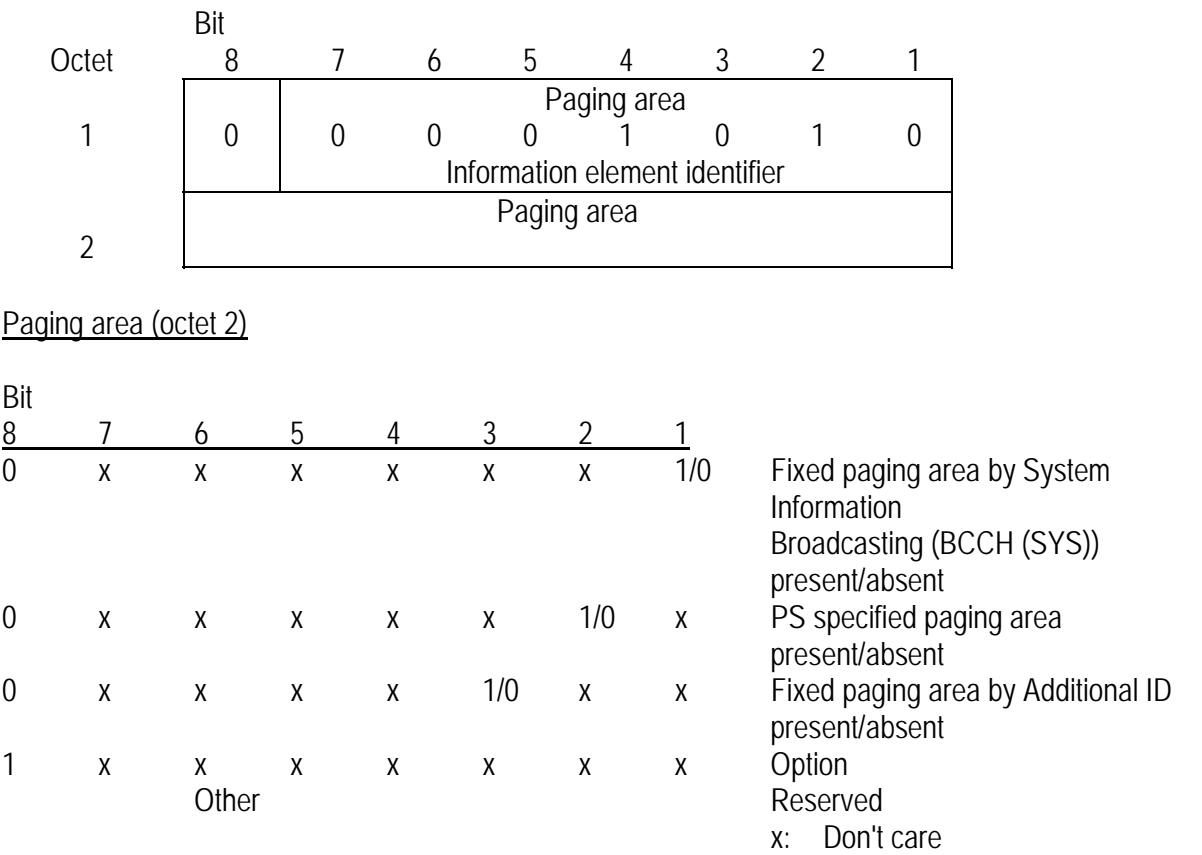 Bit
Octet 8 7 6 5 4 3 2 1
Paging area
1 0 0 0 0 1 0 1 0
Information element identifier
Paging area
2
Paging area (octet 2)
Bit
8 7 6 5 4 3 2 1
0 x x x x x x 1/0 Fixed paging area by System
Information
Broadcasting (BCCH (SYS))
present/absent
0 x x x x x 1/0 x PS specified paging area
present/absent
0 x x x x 1/0 x x Fixed paging area by Additional ID
present/absent
1 x x x x x x x Option
Other Reserved
x: Don't care